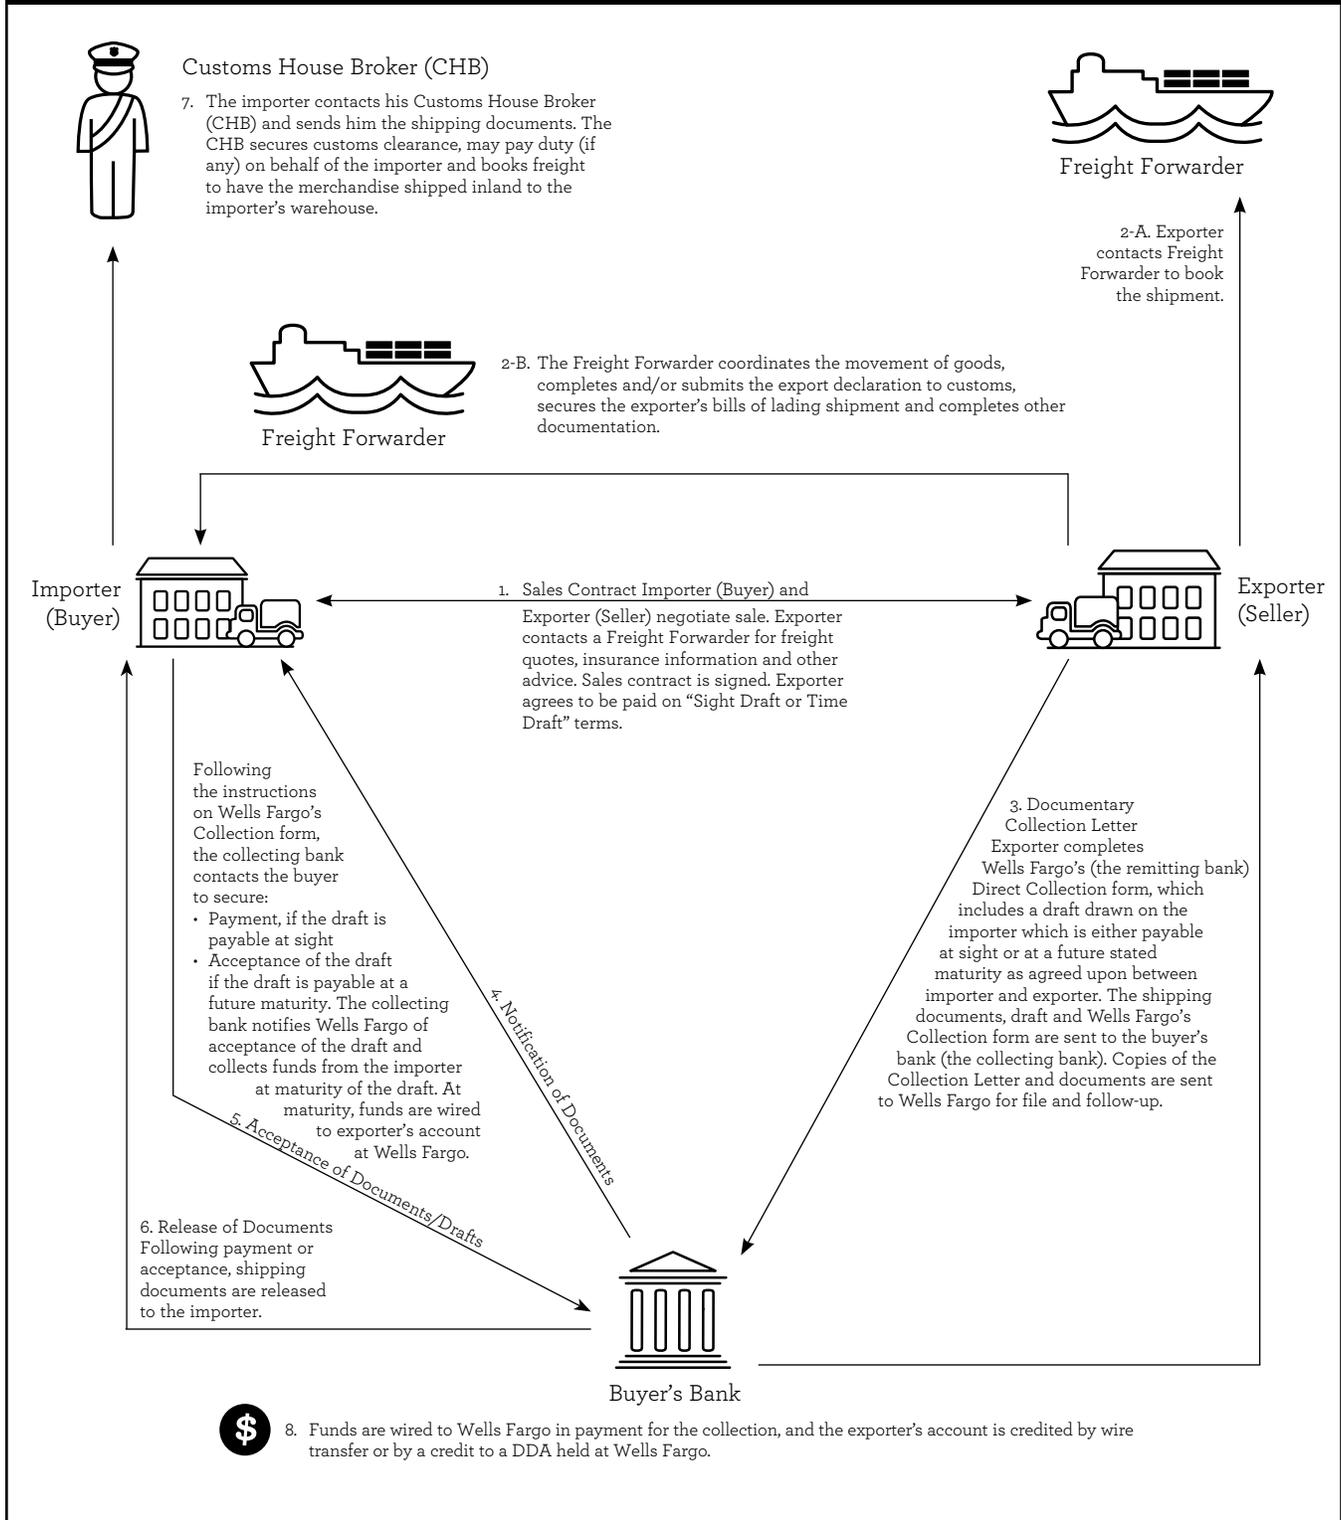 Customs House Broker (CHB)
7. The importer contacts his Customs House Broker
(CHB) and sends him the shipping documents. The
CHB secures customs clearance, may pay duty (if
any) on behalf of the importer and books freight
to have the merchandise shipped inland to the
importer's warehouse.
Freight Forwarder
2-A. Exporter
contacts Freight
Forwarder to book
the shipment.
Freight Forwarder
2-B. The Freight Forwarder coordinates the movement of goods,
completes and/or submits the export declaration to customs,
secures the exporter's bills of lading shipment and completes other
documentation.
Importer
(Buyer)
1. Sales Contract Importer (Buyer) and
Exporter (Seller) negotiate sale. Exporter
contacts a Freight Forwarder for freight
quotes, insurance information and other
advice. Sales contract is signed. Exporter
agrees to be paid on “Sight Draft or Time
Draft” terms.
Exporter
(Seller)
Following
the instructions
on Wells Fargo's
Collection form,
the collecting bank
contacts the buyer
to secure:
• Payment, if the draft is
payable at sight
• Acceptance of the draft
if the draft is payable at a
future maturity. The collecting
bank notifies Wells Fargo of
acceptance of the draft and
collects funds from the importer
at maturity of the draft. At
maturity, funds are wired
to exporter's account
at Wells Fargo.
4. Notification of Documents
3. Documentary
Collection Letter
Exporter completes
Wells Fargo's (the remitting bank)
Direct Collection form, which
includes a draft drawn on the
importer which is either payable
at sight or at a future stated
maturity as agreed upon between
importer and exporter. The shipping
documents, draft and Wells Fargo's
Collection form are sent to the buyer's
bank (the collecting bank). Copies of the
Collection Letter and documents are sent
to Wells Fargo for file and follow-up.
5. Acceptance of Documents/Drafts
6. Release of Documents
Following payment or
acceptance, shipping
documents are released
to the importer.
Buyer's Bank
$
8. Funds are wired to Wells Fargo in payment for the collection, and the exporter's account is credited by wire
transfer or by a credit to a DDA held at Wells Fargo.